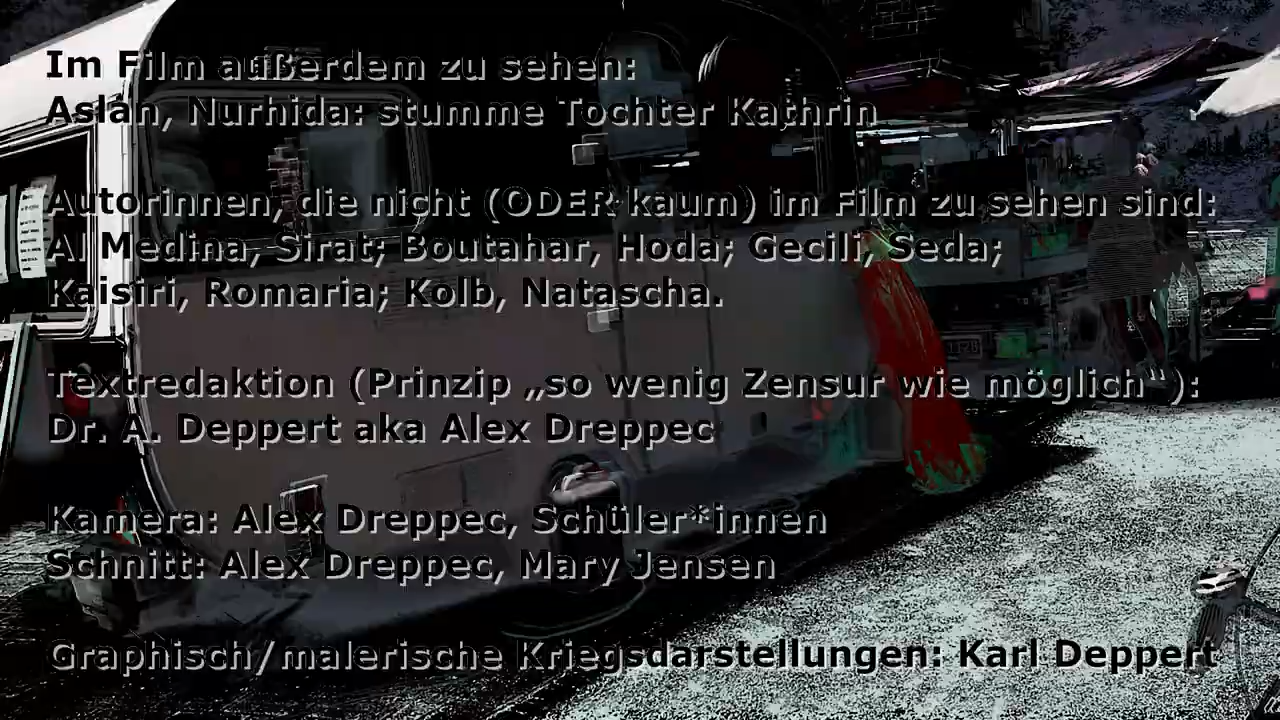 Im Film außerdem zu sehen:
Aslan, Nurhida: stumme Tochter Kathrin
Autorinnen, die nicht (ODER kaum) im Film zu sehen sind:
Al Medina, Sirat; Boutahar, Hoda; Gecili, Seda;
Kaisiri, Romaria; Kolb, Natascha.
Textredaktion (Prinzip „so wenig Zensur wie möglich“):
Dr. A. Deppert aka Alex Dreppec
Kamera: Alex Dreppec, Schüler*innen
Schnitt: Alex Dreppec, Mary Jensen
Graphisch/malerische Kriegsdarstellungen: Karl Deppert